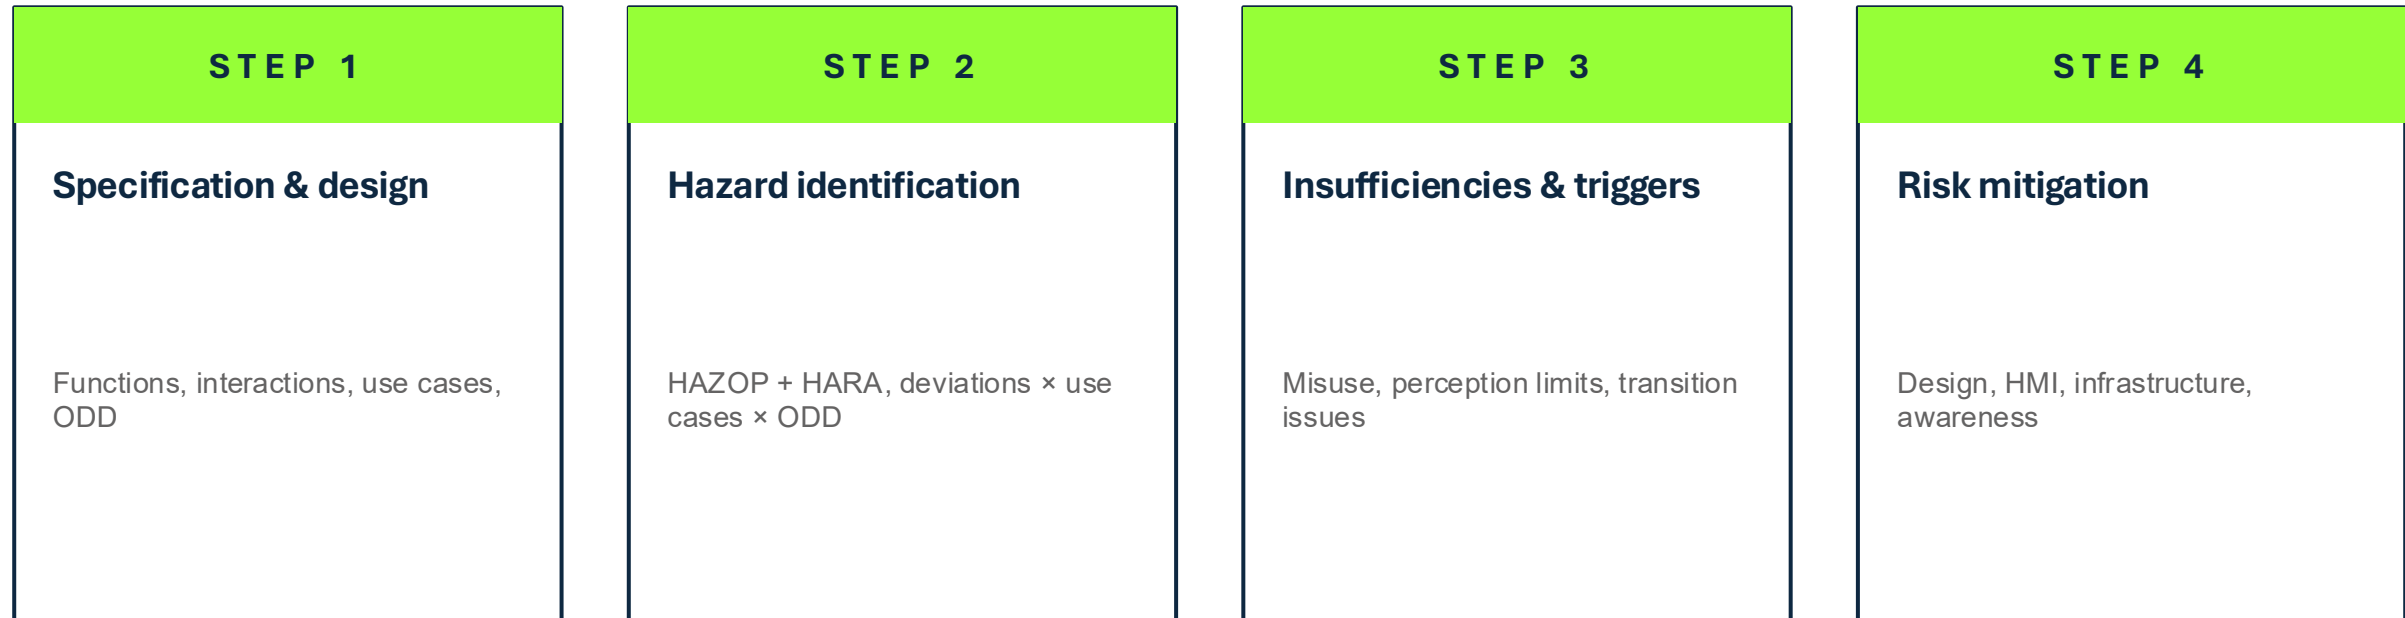 STEP 1
Specification & design
Functions, interactions, use cases,
ODD
STEP 2
Hazard identification
HAZOP + HARA, deviations × use
cases × ODD
STEP 3
Insufficiencies & triggers
Misuse, perception limits, transition
issues
STEP 4
Risk mitigation
Design, HMI, infrastructure,
awareness